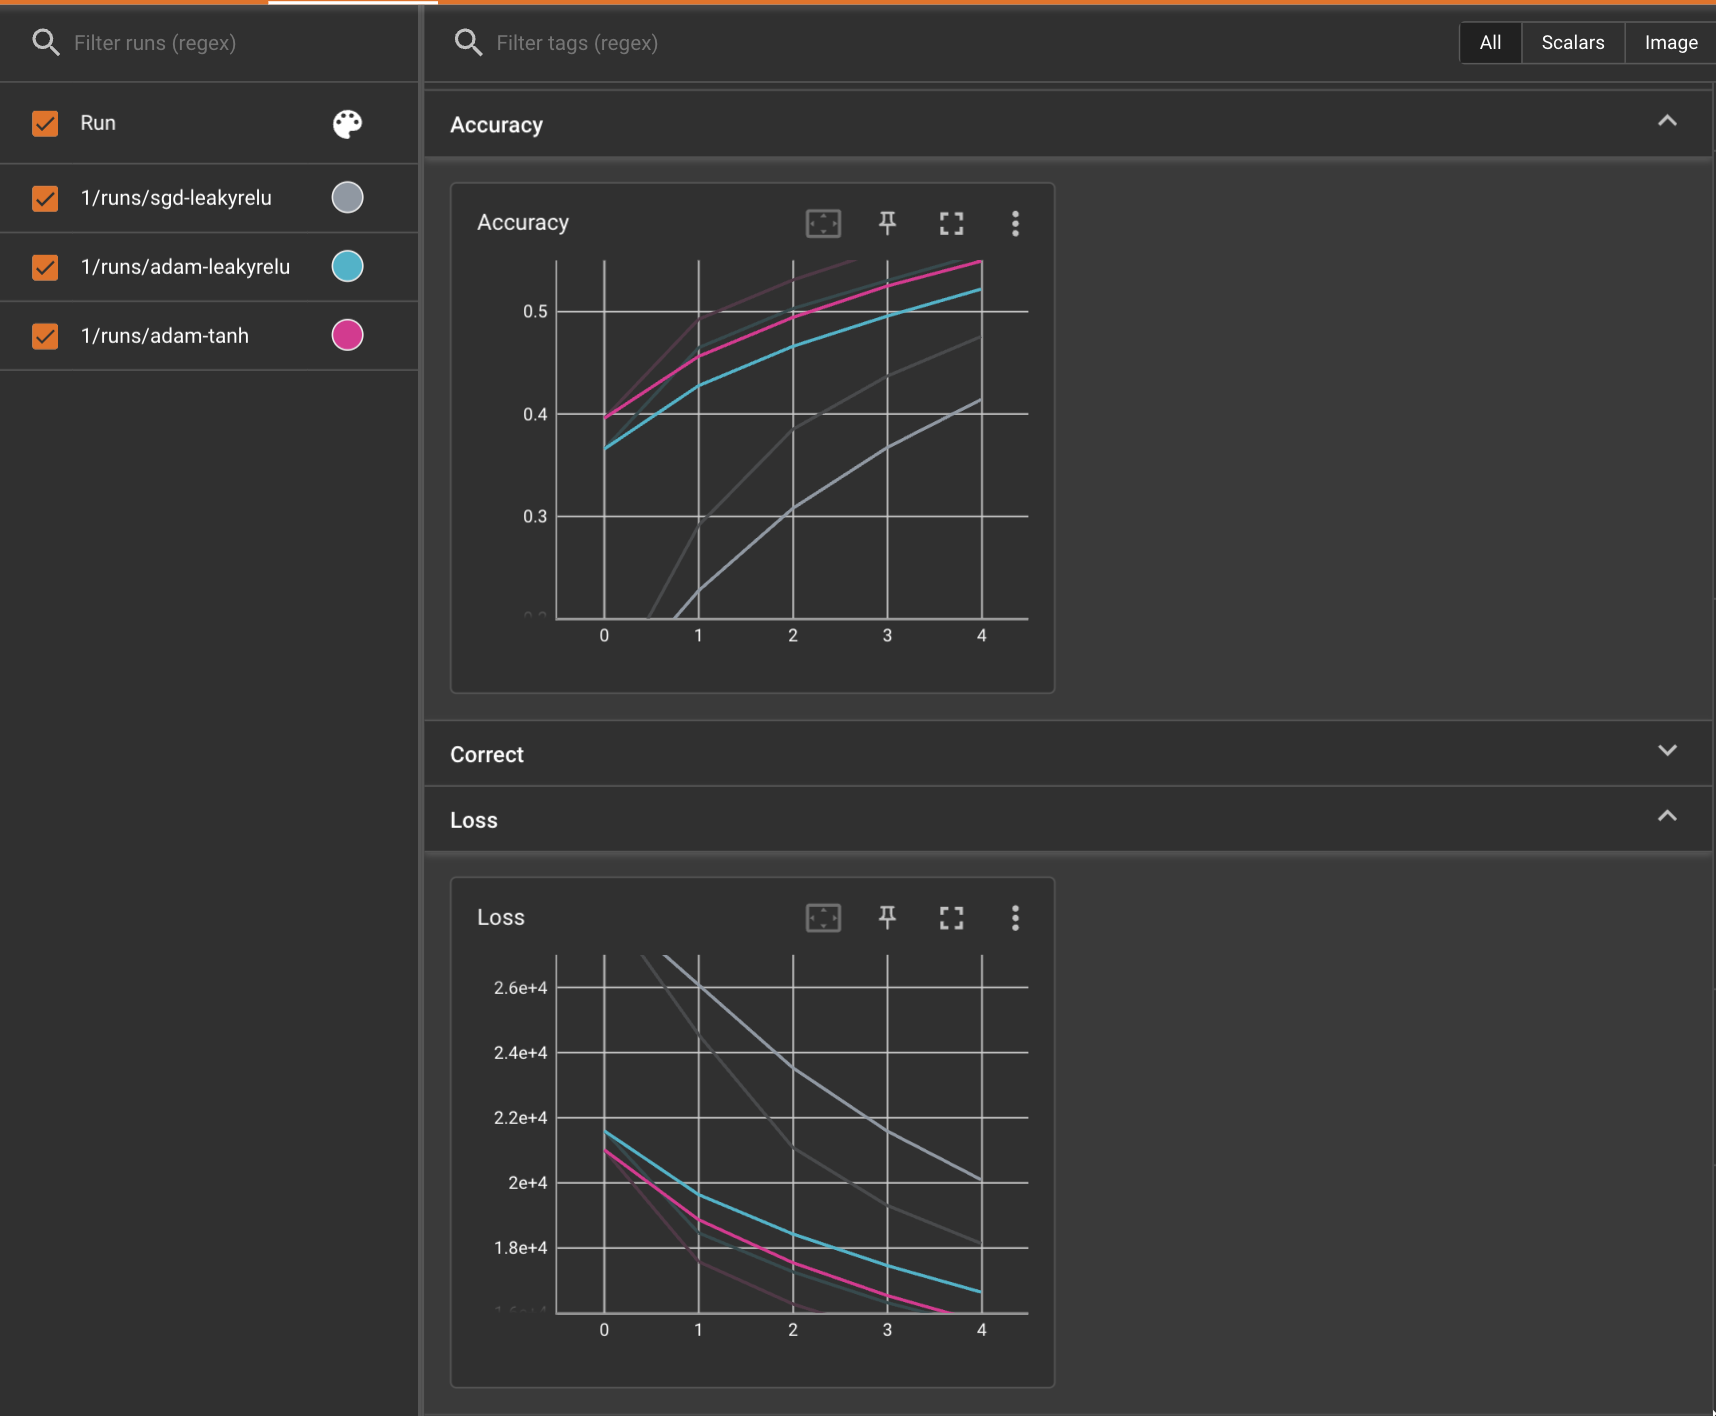 Filter runs (regex)
Filter tags (regex)
All
Scalars
Image
Run
1/runs/sgd-leakyrelu
1/runs/adam-leakyrelu
1/runs/adam-tanh
Accuracy
Accuracy
0.5
0.4
0.3
0 1 2 3 4
Correct
Loss
Loss
2.6e+4
2.4e+4
2.2e+4
2e+4
1.8e+4
0 1 2 3 4